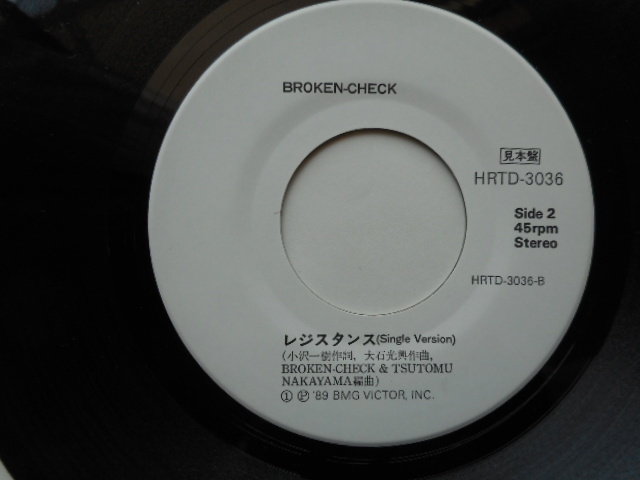 BROKEN-CHECK
見本盤
HRTD-3036
Side 2
45rpm
Stereo
HRTD-3036-B
レジスタンス(Single Version)
(小沢一樹作詞, 大石光興作曲,
BROKEN-CHECK & TSUTOMU
NAKAYAMA編曲)
① Ⓟ '89 BMG VICTOR, INC.